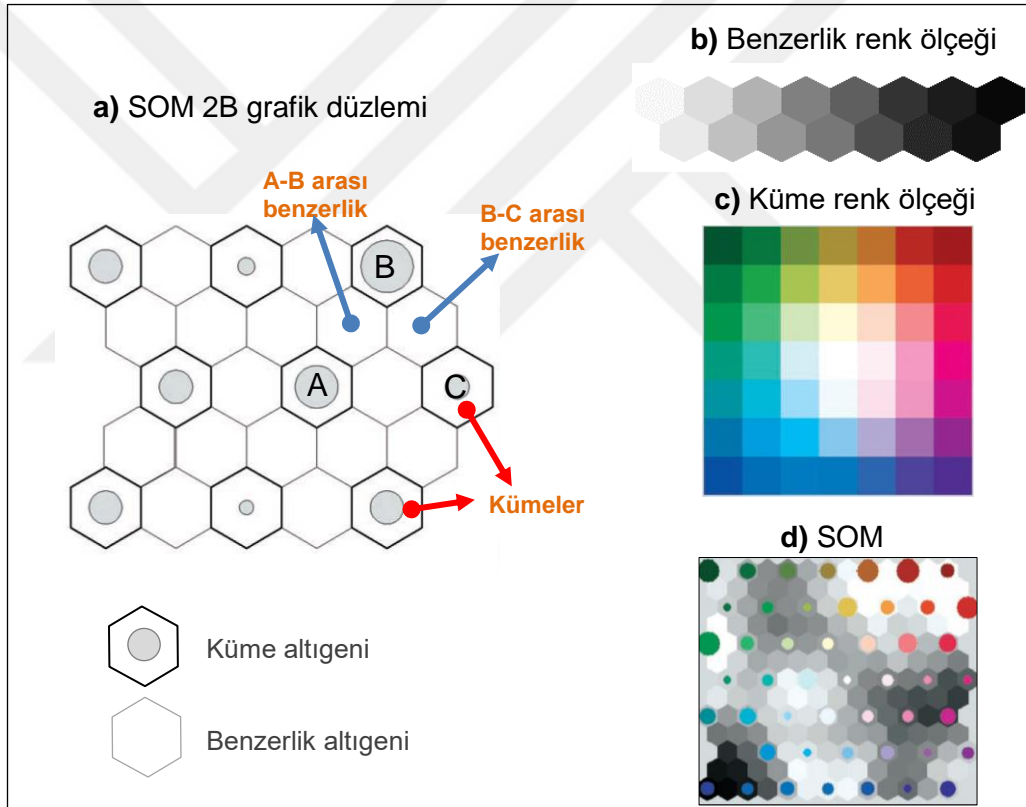 b) Benzerlik renk ölçeği
a) SOM 2B grafik düzlemi
A-B arası
benzerlik
B-C arası
benzerlik
c) Küme renk ölçeği
B
A
C
Kümeler
d) SOM
Küme altıgeni
Benzerlik altıgeni